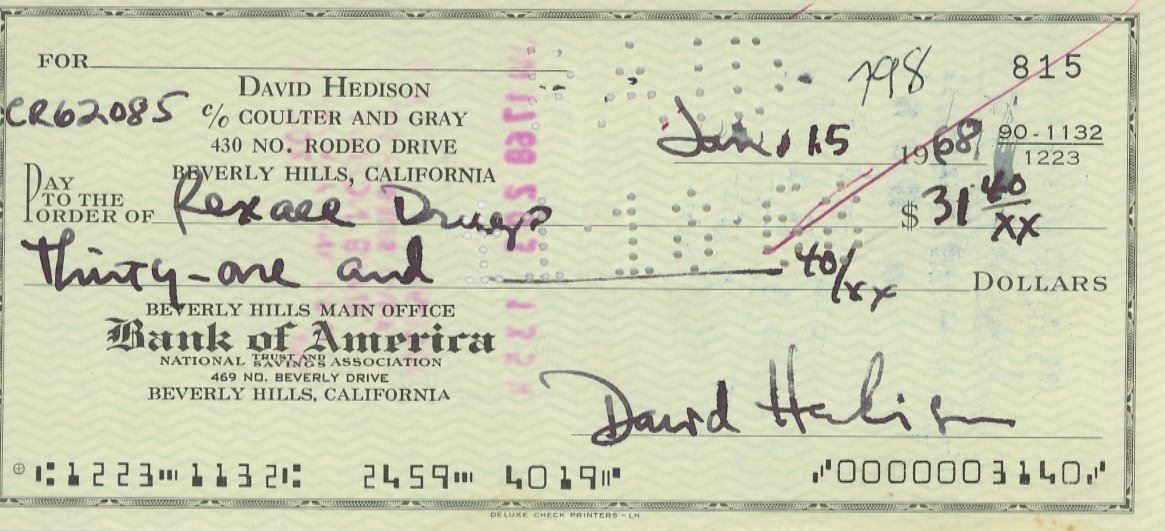 FOR
DAVID HEDISON
CR62085 c/o COULTER AND GRAY
430 NO. RODEO DRIVE
BEVERLY HILLS, CALIFORNIA
798
815
Jan. 15 1968
90-1132
1223
PAY TO THE ORDER OF Rexall Drugs $31 40/XX
Thirty-one and 40/xx DOLLARS
BEVERLY HILLS MAIN OFFICE
Bank of America
NATIONAL TRUST AND SAVINGS ASSOCIATION
469 NO. BEVERLY DRIVE
BEVERLY HILLS, CALIFORNIA
David Hedison
⑆1223⑉1132⑆ 2459⑉ 4019⑈ ⑈0000003140⑈
DELUXE CHECK PRINTERS - LH